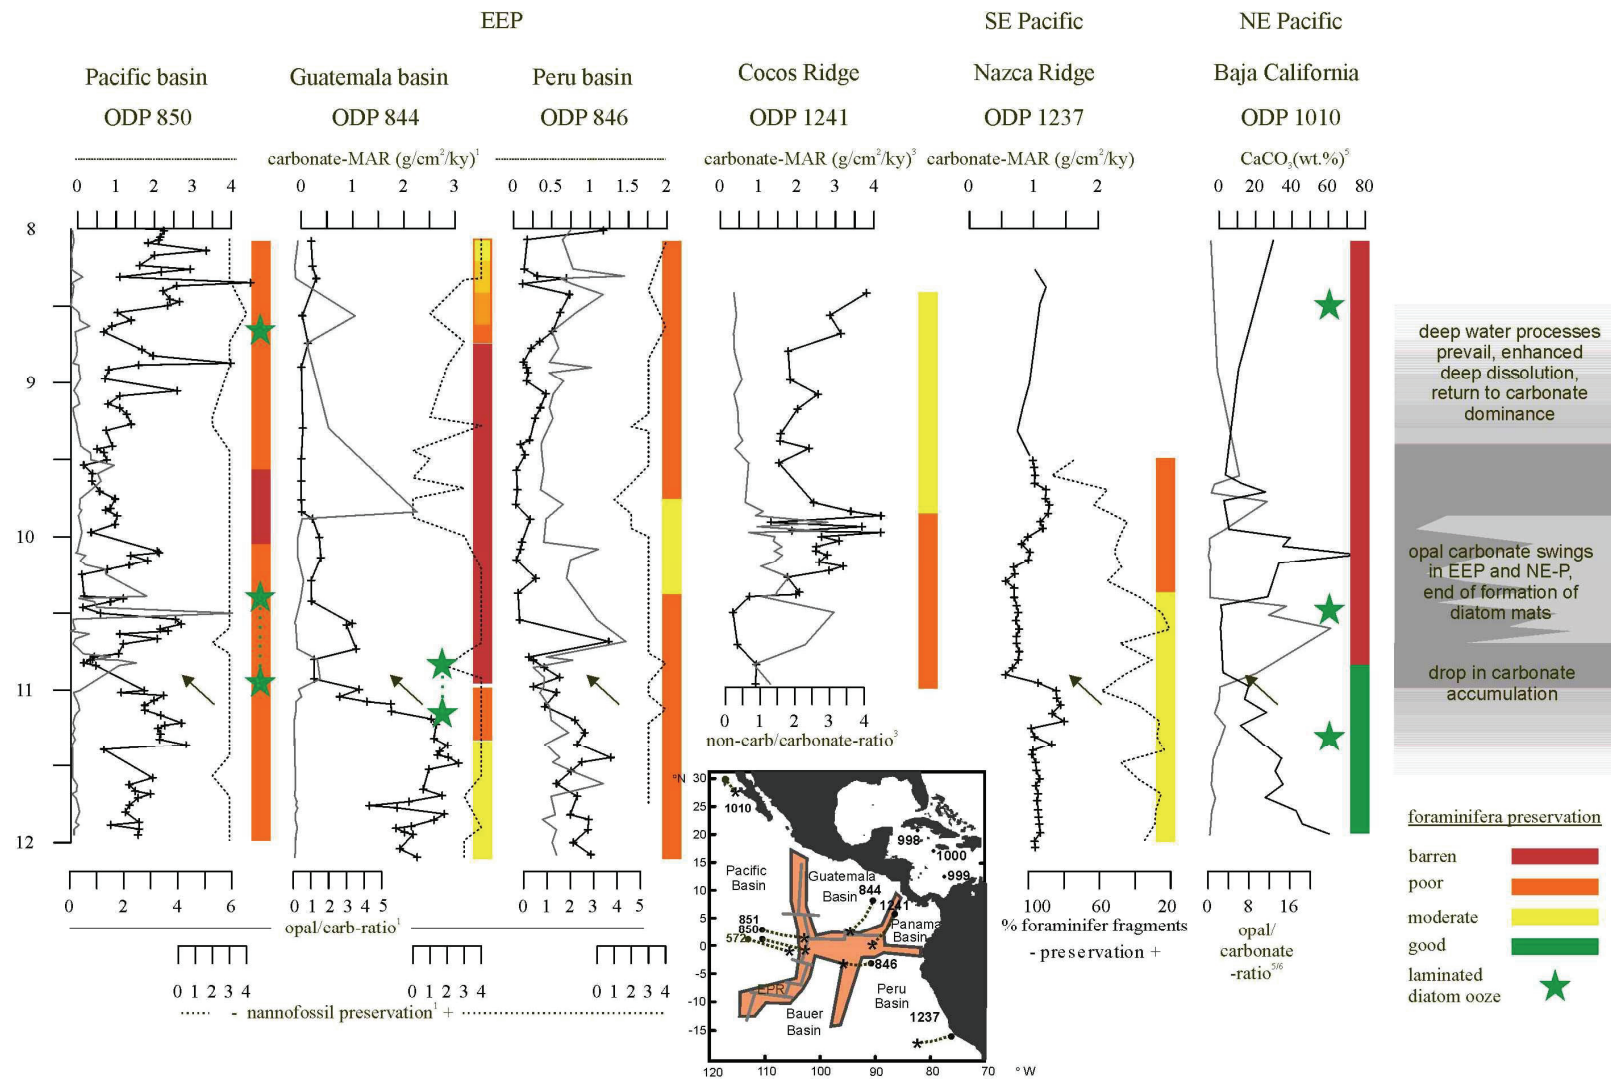 EEP
SE Pacific
NE Pacific
Pacific basin
Guatemala basin
Peru basin
Cocos Ridge
Nazca Ridge
Baja California
ODP 850
ODP 844
ODP 846
ODP 1241
ODP 1237
ODP 1010
carbonate-MAR (g/cm²/ky)¹
carbonate-MAR (g/cm²/ky)³
carbonate-MAR (g/cm²/ky)
CaCO₃(wt.%)⁵
0 1 2 3 4
0 1 2 3
0 0.5 1 1.5 2
0 1 2 3 4
0 1 2
0 20 40 60 80
8
9
10
11
12
deep water processes
prevail, enhanced
deep dissolution,
return to carbonate
dominance
opal carbonate swings
in EEP and NE-P,
end of formation of
diatom mats
drop in carbonate
accumulation
0 1 2 3 4
non-carb/carbonate-ratio³
0 2 4 6
0 1 2 3 4 5
0 1 2 3 4 5
opal/carb-ratio¹
0 1 2 3 4
0 1 2 3 4
0 1 2 3 4
- nannofossil preservation¹ +
100 60 20
% foraminifer fragments
- preservation +
0 8 16
opal/
carbonate
-ratio⁵ᐟ⁶
°N
30
25
20
15
10
5
0
-5
-10
-15
120 110 100 90 80 70 ° W
1010
998
1000
999
Pacific
Basin
Guatemala
Basin
844
1241
Panama
Basin
851
850
572
846
EPR
Peru
Basin
Bauer
Basin
1237
foraminifera preservation
barren
poor
moderate
good
laminated
diatom ooze